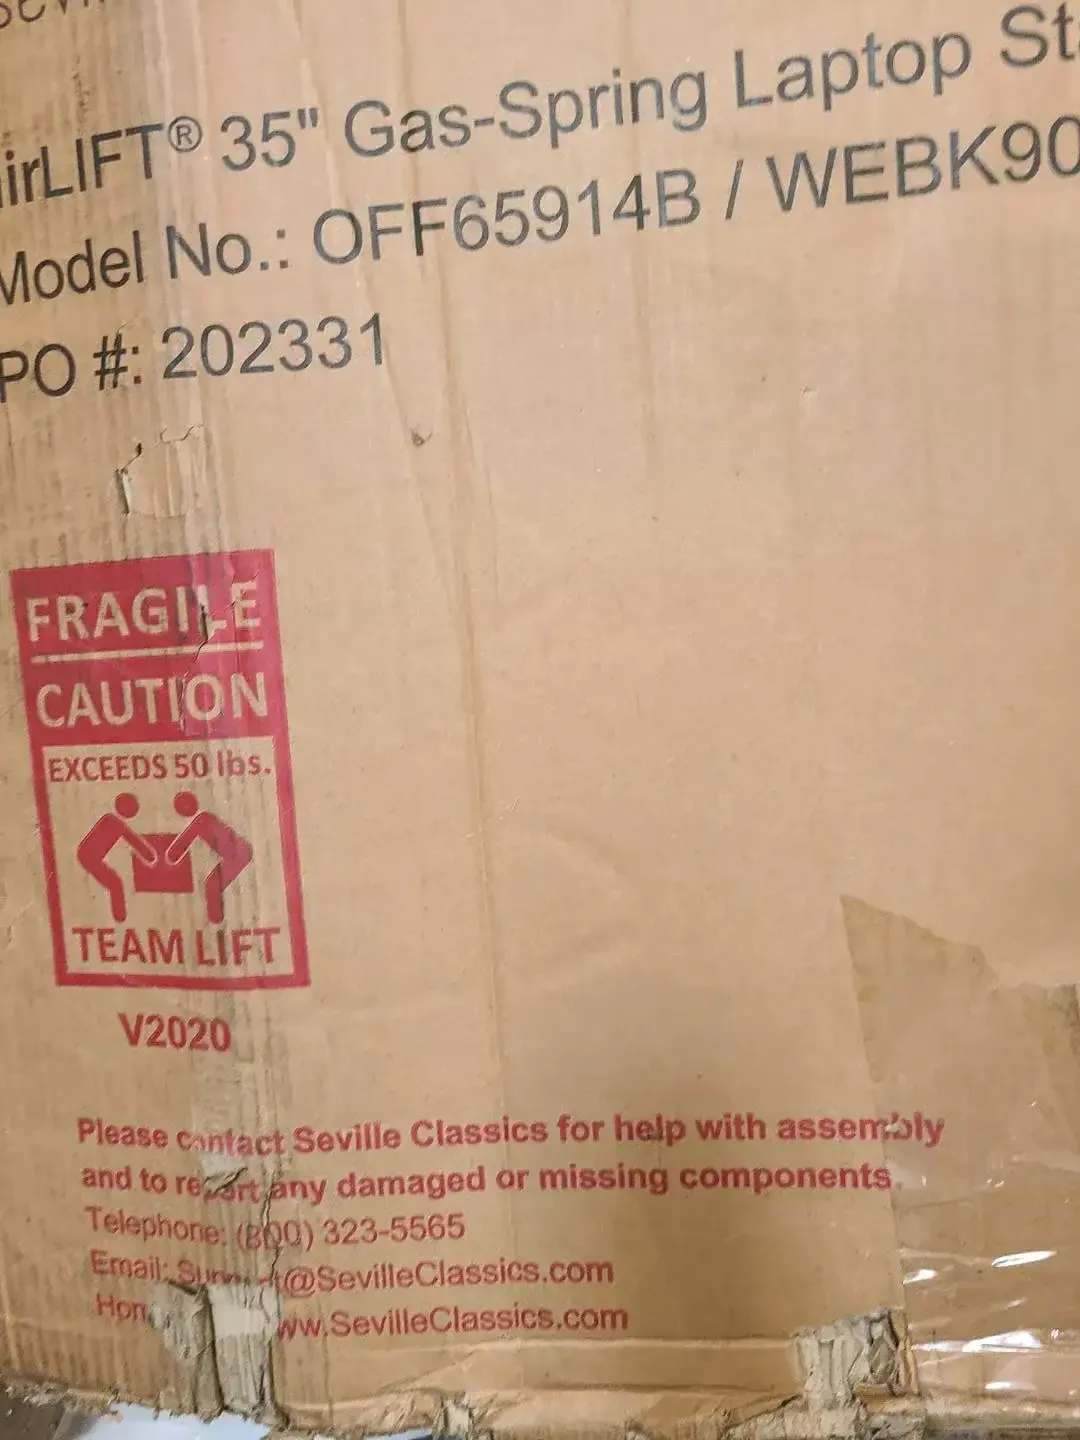 airLIFT® 35" Gas-Spring Laptop
Model No.: OFF65914B / WEBK90
PO #: 202331
FRAGILE
CAUTION
EXCEEDS 50 lbs.
TEAM LIFT
V2020
Please contact Seville Classics for help with assembly
and to report any damaged or missing components.
Telephone: (800) 323-5565
Email: Support@SevilleClassics.com
www.SevilleClassics.com